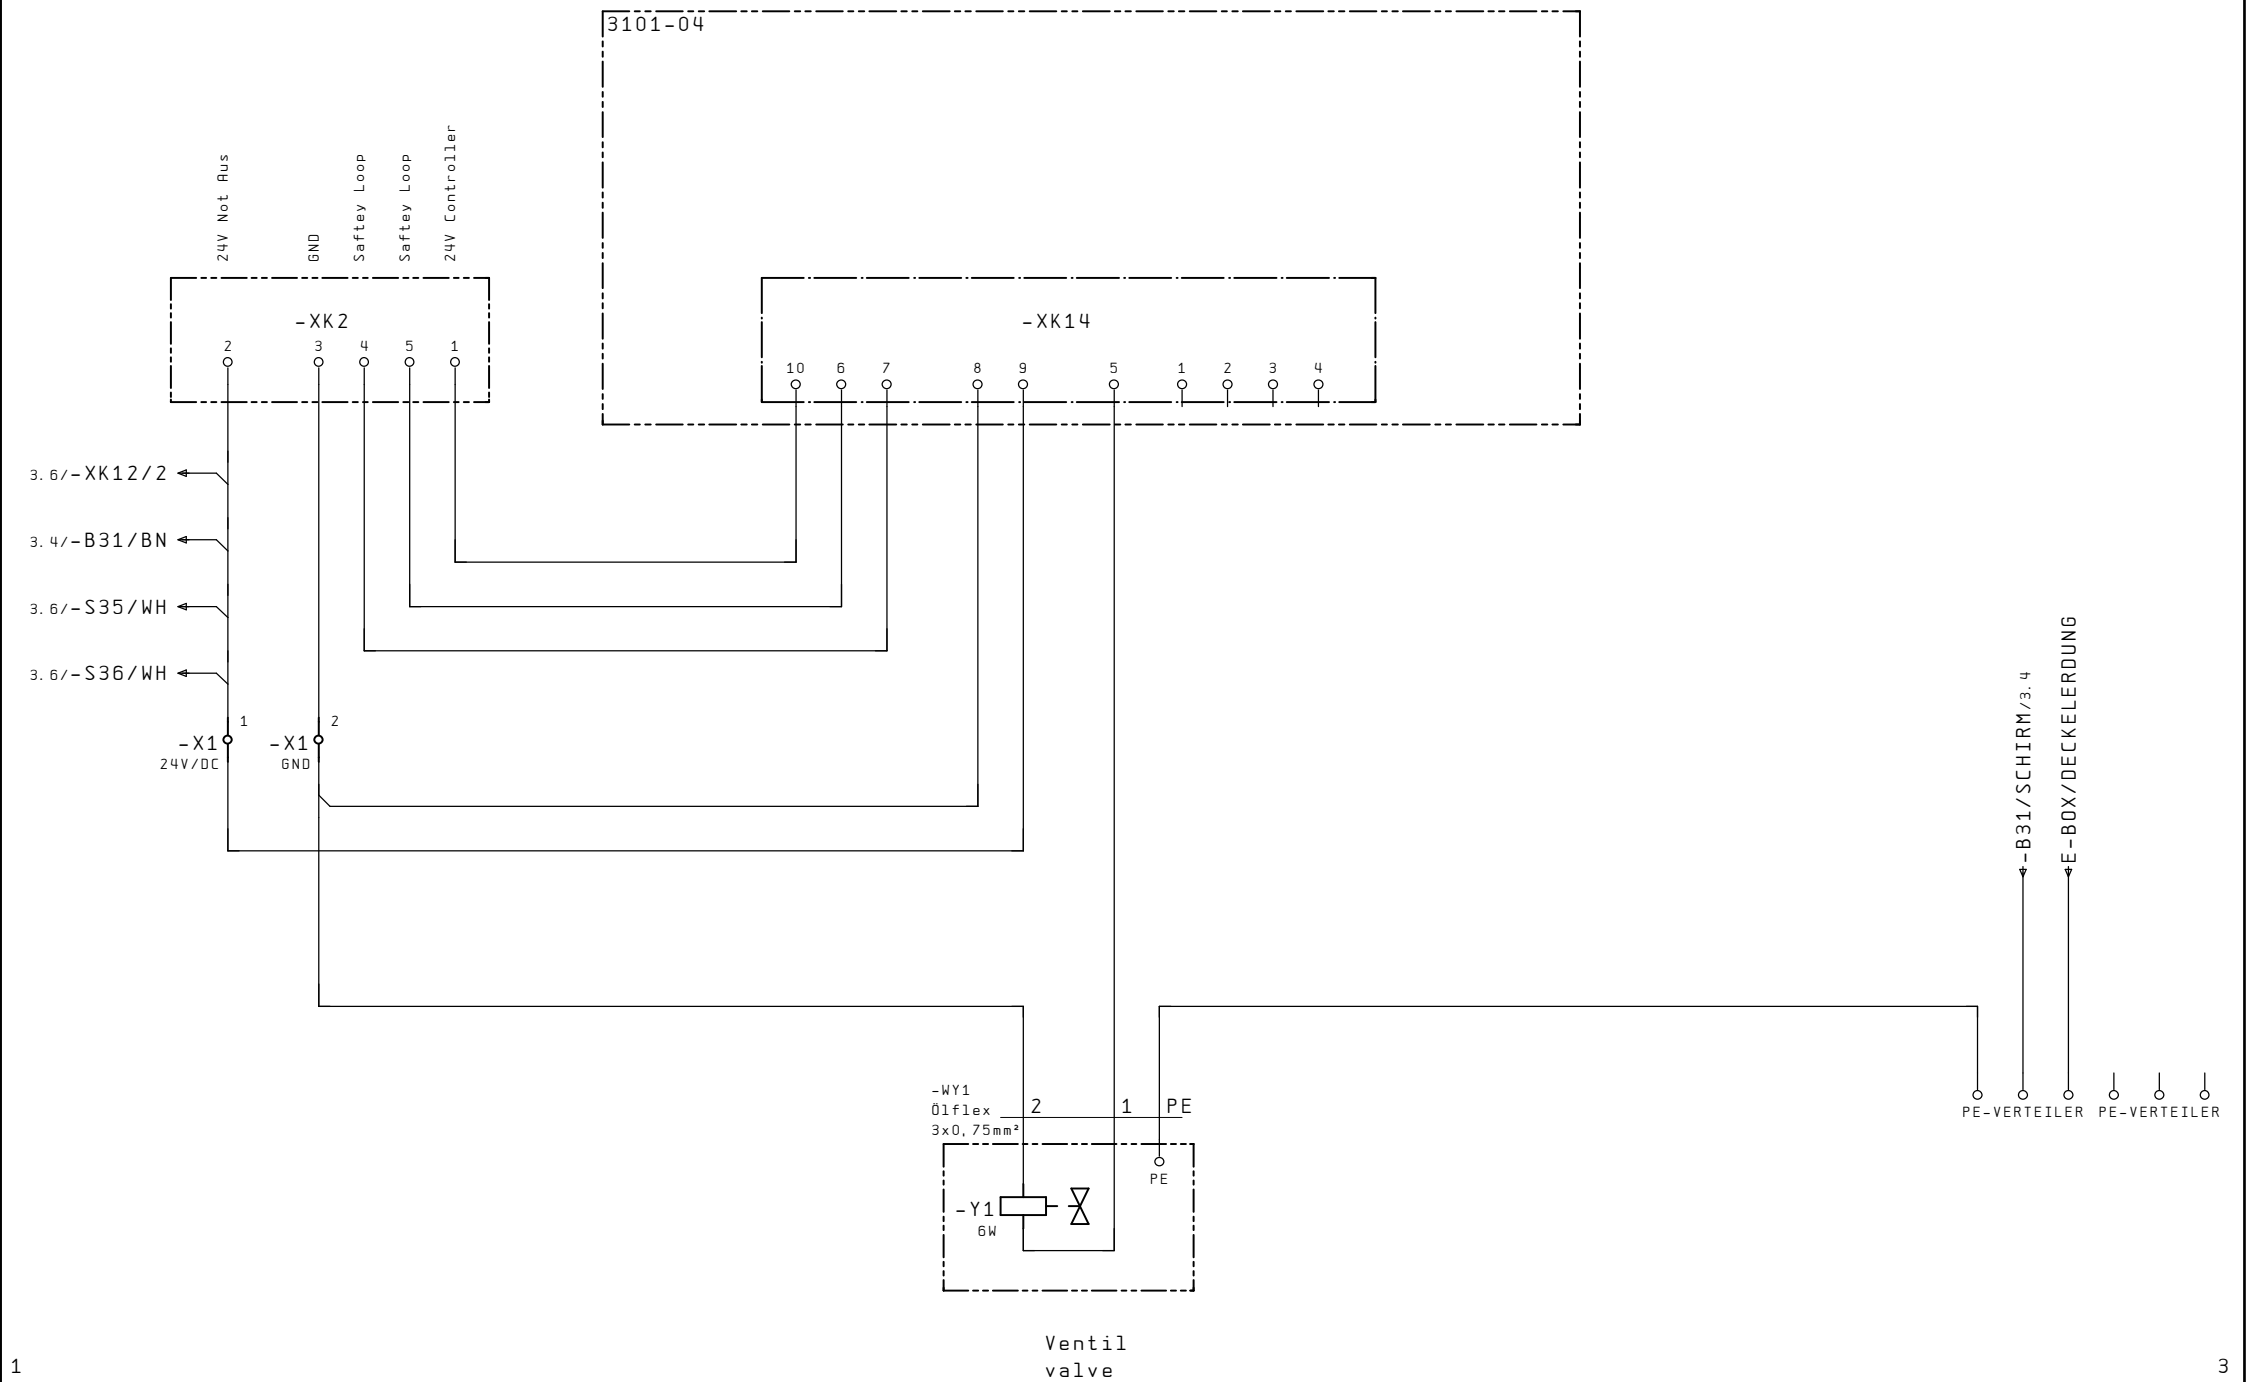 3101-04
24V Not Aus
GND
Saftey Loop
Saftey Loop
24V Controller
-XK2
2 3 4 5 1
-XK14
10 6 7 8 9 5 1 2 3 4
3.6/-XK12/2
3.4/-B31/BN
3.6/-S35/WH
3.6/-S36/WH
1
-X1
24V/DC
2
-X1
GND
-B31/SCHIRM/3.4
E-BOX/DECKELERDUNG
PE-VERTEILER PE-VERTEILER
-WY1
Ölflex
3x0,75mm²
2 1 PE
PE
-Y1
6W
Ventil
valve
1
3